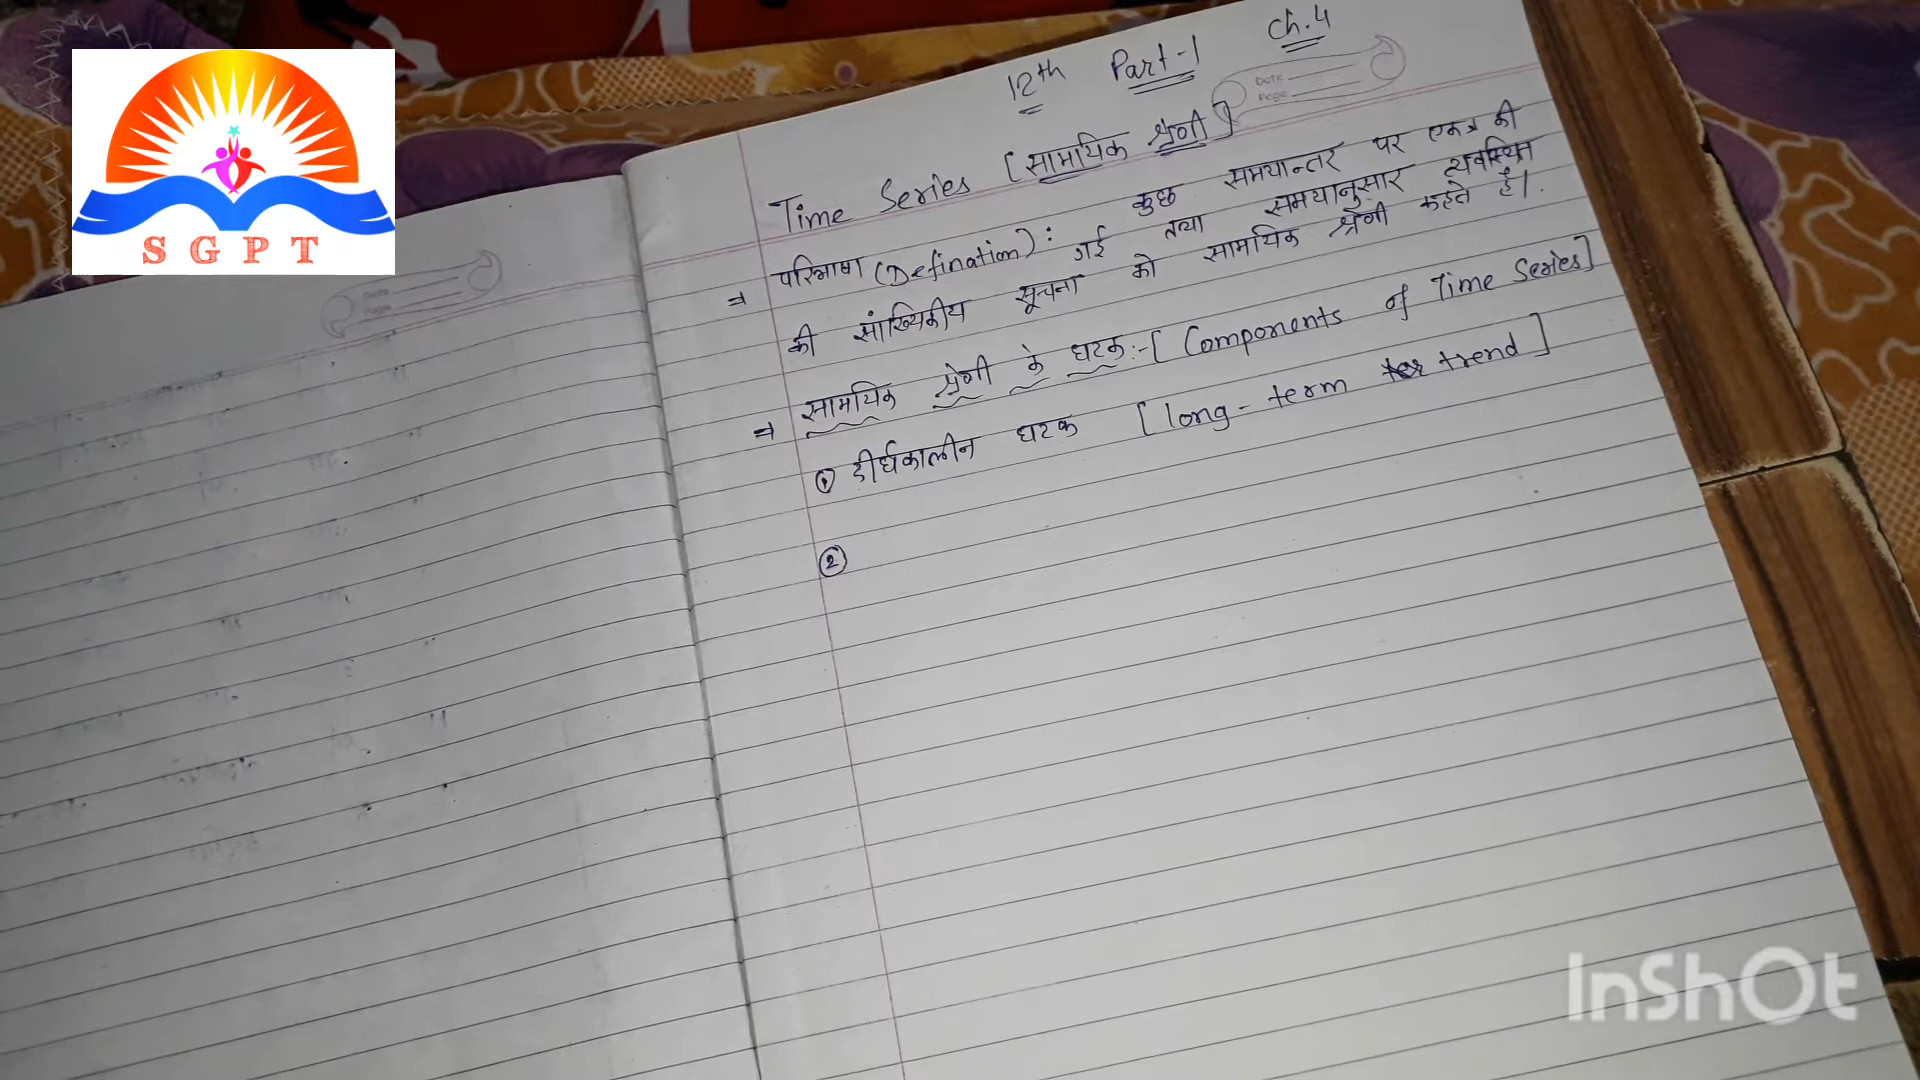 SGPT
12th Part-1 Ch.4
Date
Page
Time Series [सामयिक श्रेणी]
⇒ परिभाषा (Defination): कुछ समयान्तर पर एकत्र की
गई तथा समयानुसार व्यवस्थित
की सांख्यिकीय सूचना को सामयिक श्रेणी कहते है।.
⇒ सामयिक श्रेणी के घटक:-[Components of Time Series]
① दीर्घकालीन घटक [long-term trend]
②
InShOt